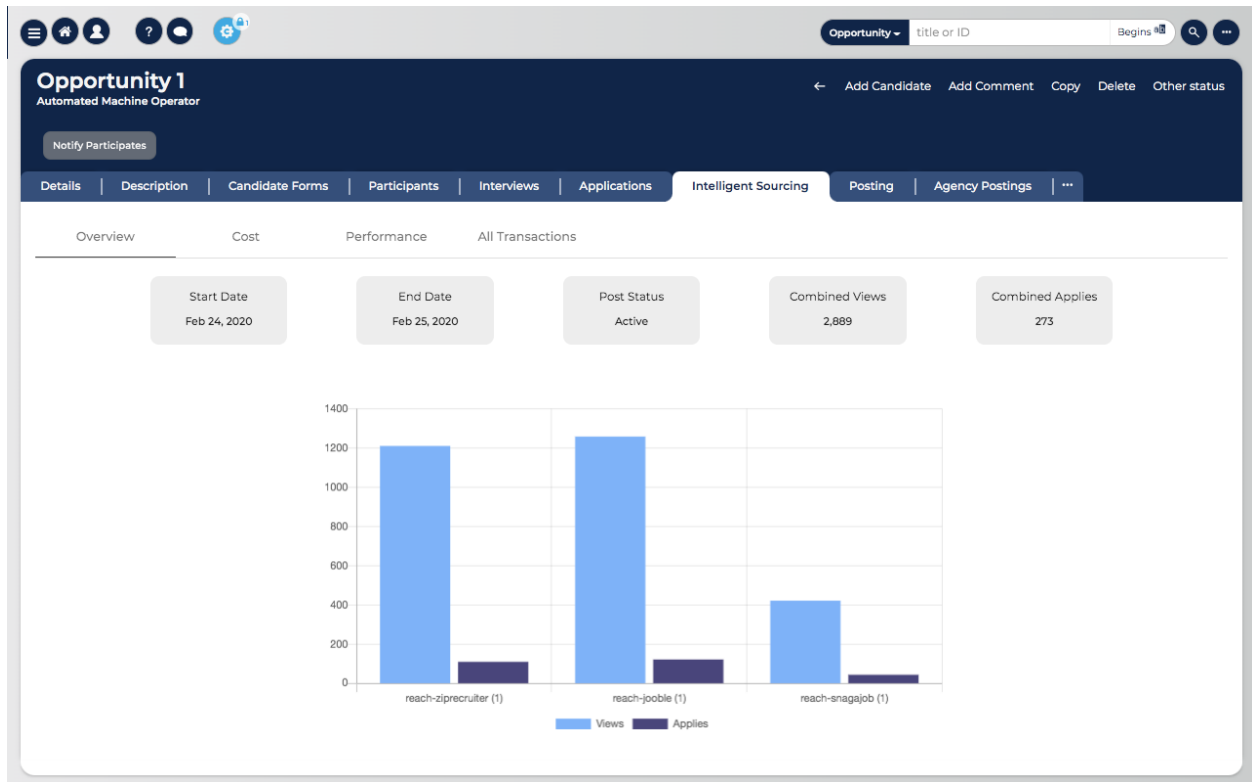 ? 1 Opportunity title or ID Begins
Opportunity 1
Automated Machine Operator
← Add Candidate Add Comment Copy Delete Other status
Notify Participates
Details | Description | Candidate Forms | Participants | Interviews | Applications Intelligent Sourcing Posting | Agency Postings | ···
Overview Cost Performance All Transactions
Start Date End Date Post Status Combined Views Combined Applies
Feb 24, 2020 Feb 25, 2020 Active 2,889 273
1400
1200
1000
800
600
400
200
0
reach-ziprecruiter (1) reach-jooble (1) reach-snagajob (1)
Views Applies